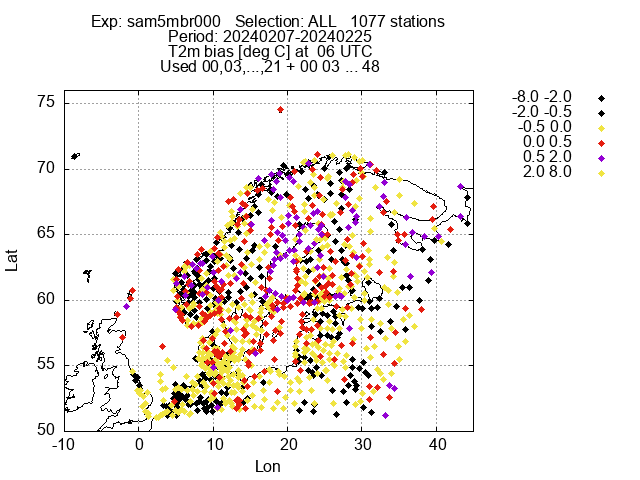 Exp: sam5mbr000 Selection: ALL 1077 stations
Period: 20240207-20240225
T2m bias [deg C] at 06 UTC
Used 00,03,...,21 + 00 03 ... 48
-8.0 -2.0
-2.0 -0.5
-0.5 0.0
0.0 0.5
0.5 2.0
2.0 8.0
75
70
65
60
55
50
Lat
-10 0 10 20 30 40
Lon